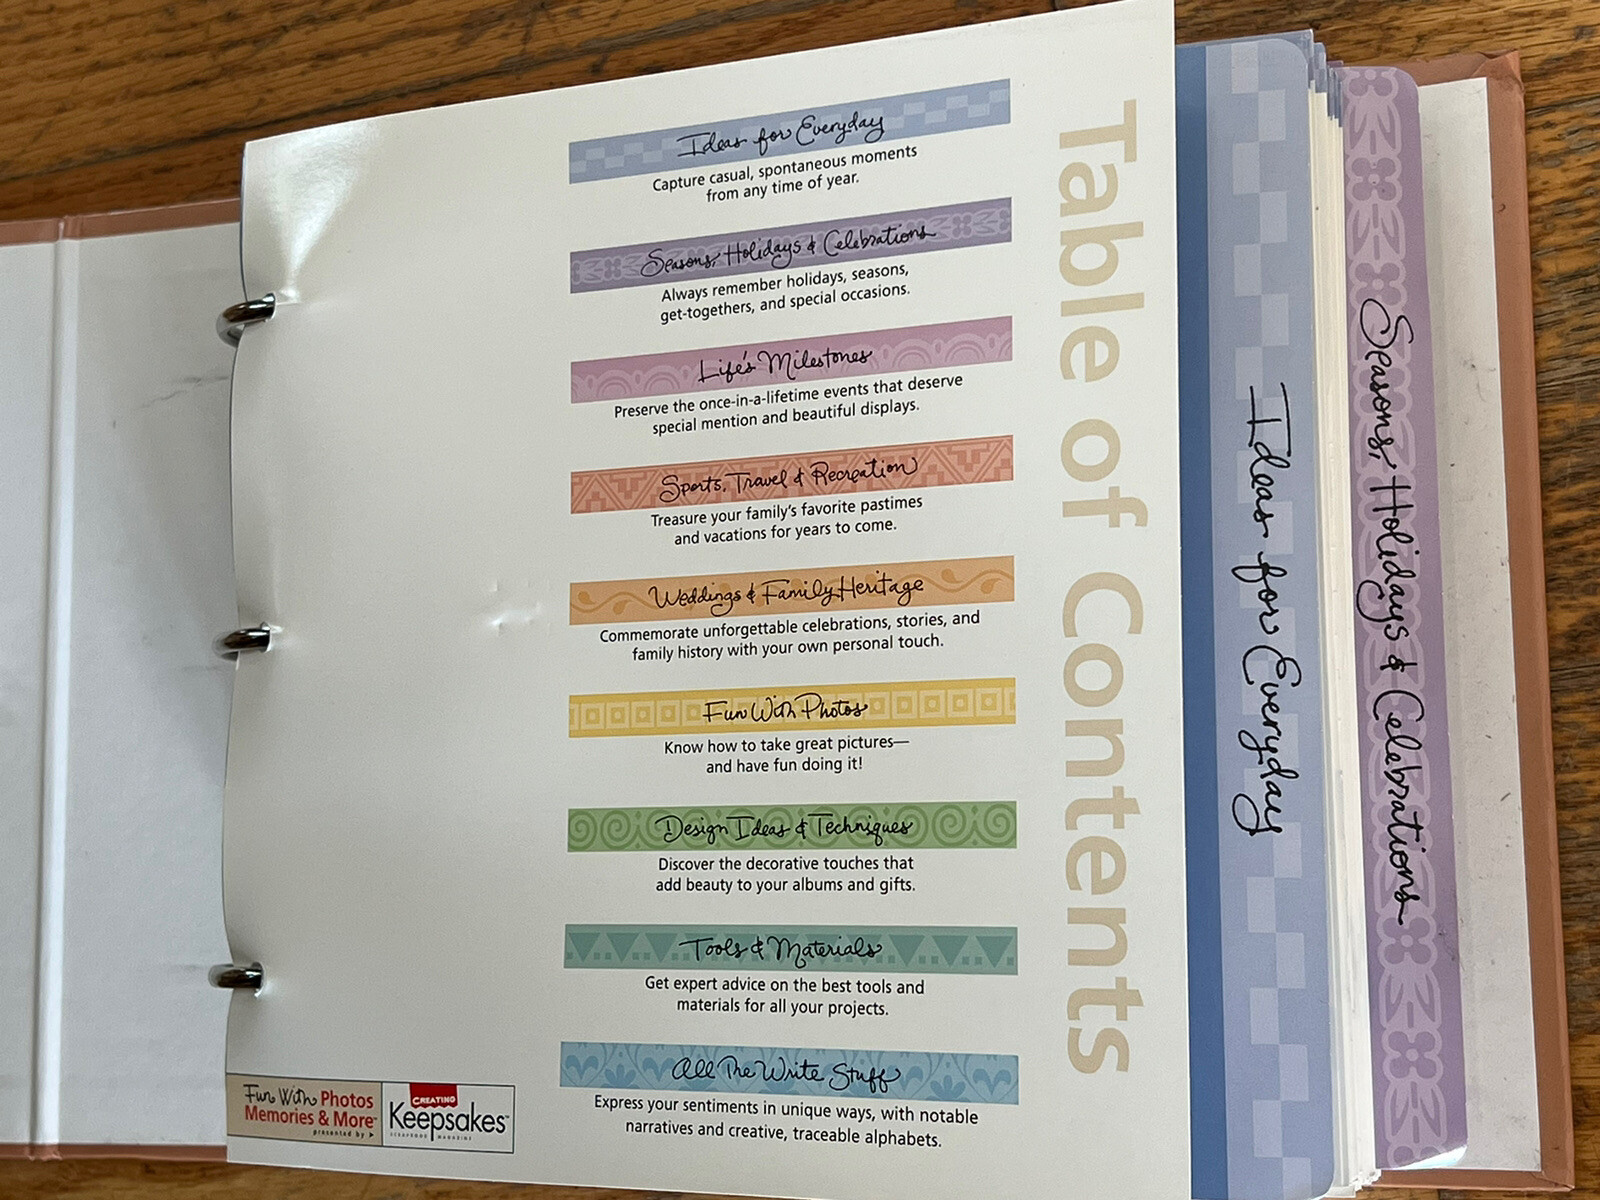 Ideas for Everyday
Capture casual, spontaneous moments
from any time of year.
Seasons, Holidays & Celebrations
Always remember holidays, seasons,
get-togethers, and special occasions.
Life's Milestones
Preserve the once-in-a-lifetime events that deserve
special mention and beautiful displays.
Sports, Travel & Recreation
Treasure your family's favorite pastimes
and vacations for years to come.
Weddings & Family Heritage
Commemorate unforgettable celebrations, stories, and
family history with your own personal touch.
Fun With Photos
Know how to take great pictures—
and have fun doing it!
Design Ideas & Techniques
Discover the decorative touches that
add beauty to your albums and gifts.
Tools & Materials
Get expert advice on the best tools and
materials for all your projects.
All The Write Stuff
Express your sentiments in unique ways, with notable
narratives and creative, traceable alphabets.
Fun With Photos
Memories & More™
presented by
CREATING
Keepsakes™
SCRAPBOOK MAGAZINE
Table of Contents
Ideas for Everyday
Seasons, Holidays & Celebrations